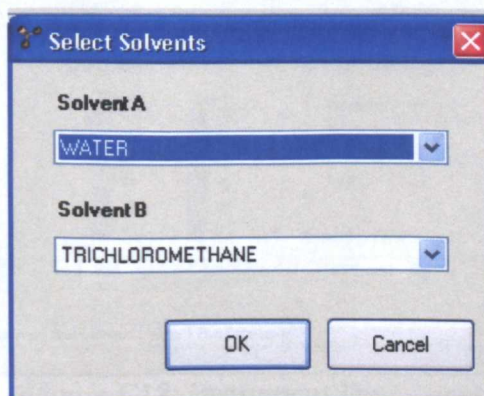 Select Solvents
Solvent A
WATER
Solvent B
TRICHLOROMETHANE
OK
Cancel